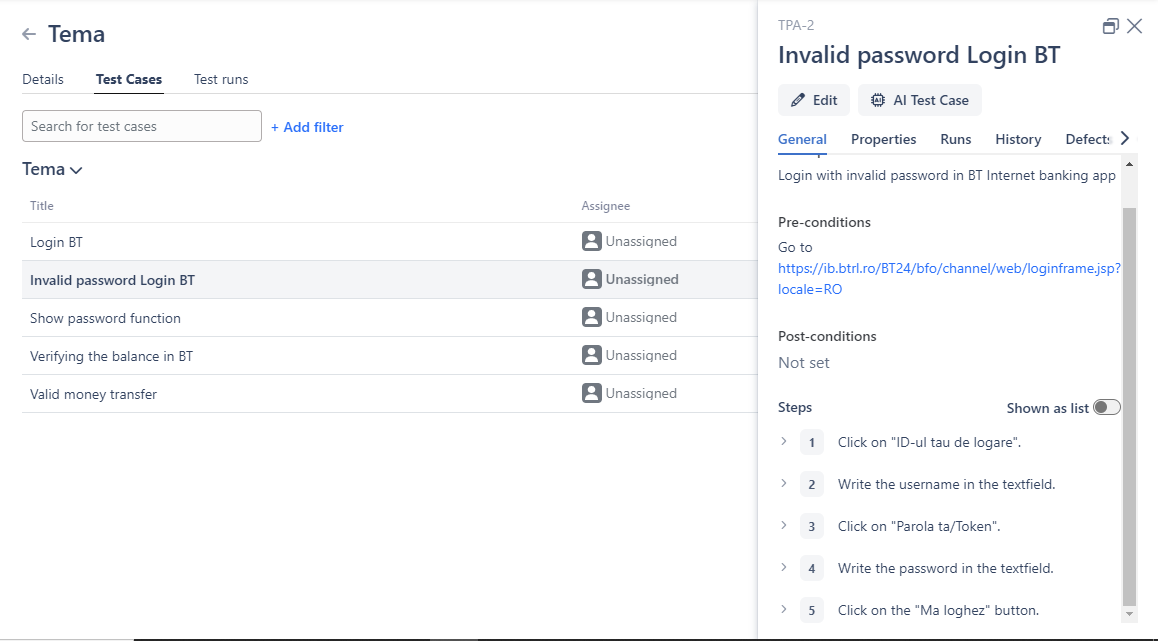 Tema
Details
Test Cases
Test runs
Search for test cases
+ Add filter
Tema
Title
Assignee
Login BT
Unassigned
Invalid password Login BT
Unassigned
Show password function
Unassigned
Verifying the balance in BT
Unassigned
Valid money transfer
Unassigned
TPA-2
Invalid password Login BT
Edit
AI Test Case
General
Properties
Runs
History
Defects
Login with invalid password in BT Internet banking app
Pre-conditions
Go to
https://ib.btrl.ro/BT24/bfo/channel/web/loginframe.jsp?
locale=RO
Post-conditions
Not set
Steps
Shown as list
1 Click on "ID-ul tau de logare".
2 Write the username in the textfield.
3 Click on "Parola ta/Token".
4 Write the password in the textfield.
5 Click on the "Ma loghez" button.